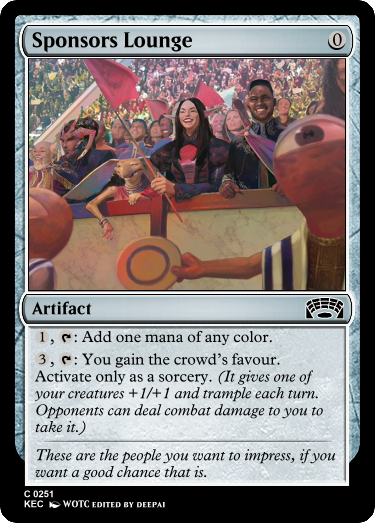 Sponsors Lounge 0
Artifact
1, T: Add one mana of any color.
3, T: You gain the crowd's favour.
Activate only as a sorcery. (It gives one of
your creatures +1/+1 and trample each turn.
Opponents can deal combat damage to you to
take it.)
These are the people you want to impress, if you
want a good chance that is.
C 0251
KEC WOTC EDITED BY DEEPAI